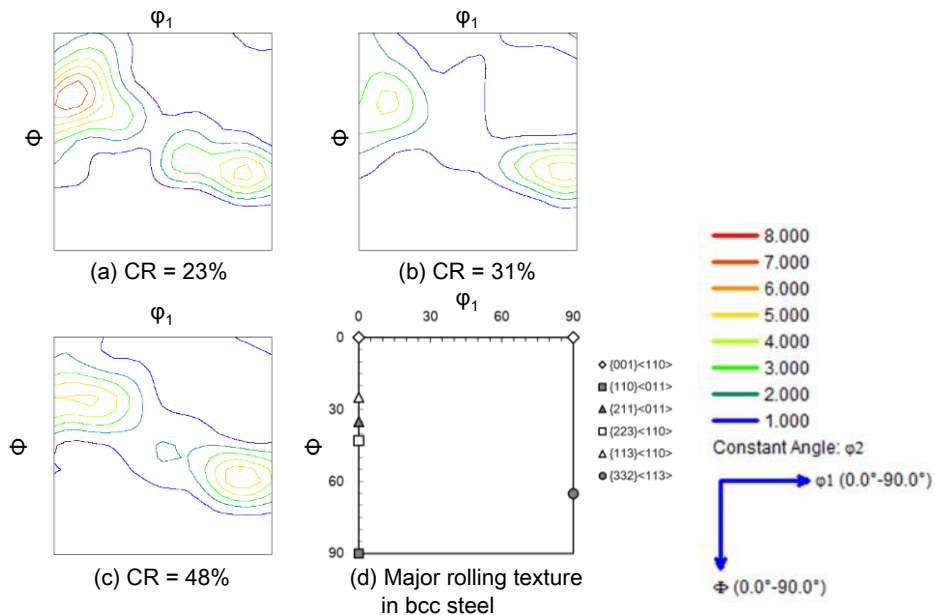 φ1
φ1
Φ
Φ
(a) CR = 23%
(b) CR = 31%
φ1
φ1
0 30 60 90
0
30
60
90
Φ
Φ
◇ {001}<110>
■ {110}<011>
▲ {211}<011>
□ {223}<110>
△ {113}<110>
● {332}<113>
(c) CR = 48%
(d) Major rolling texture
in bcc steel
8.000
7.000
6.000
5.000
4.000
3.000
2.000
1.000
Constant Angle: φ2
φ1 (0.0°-90.0°)
Φ (0.0°-90.0°)